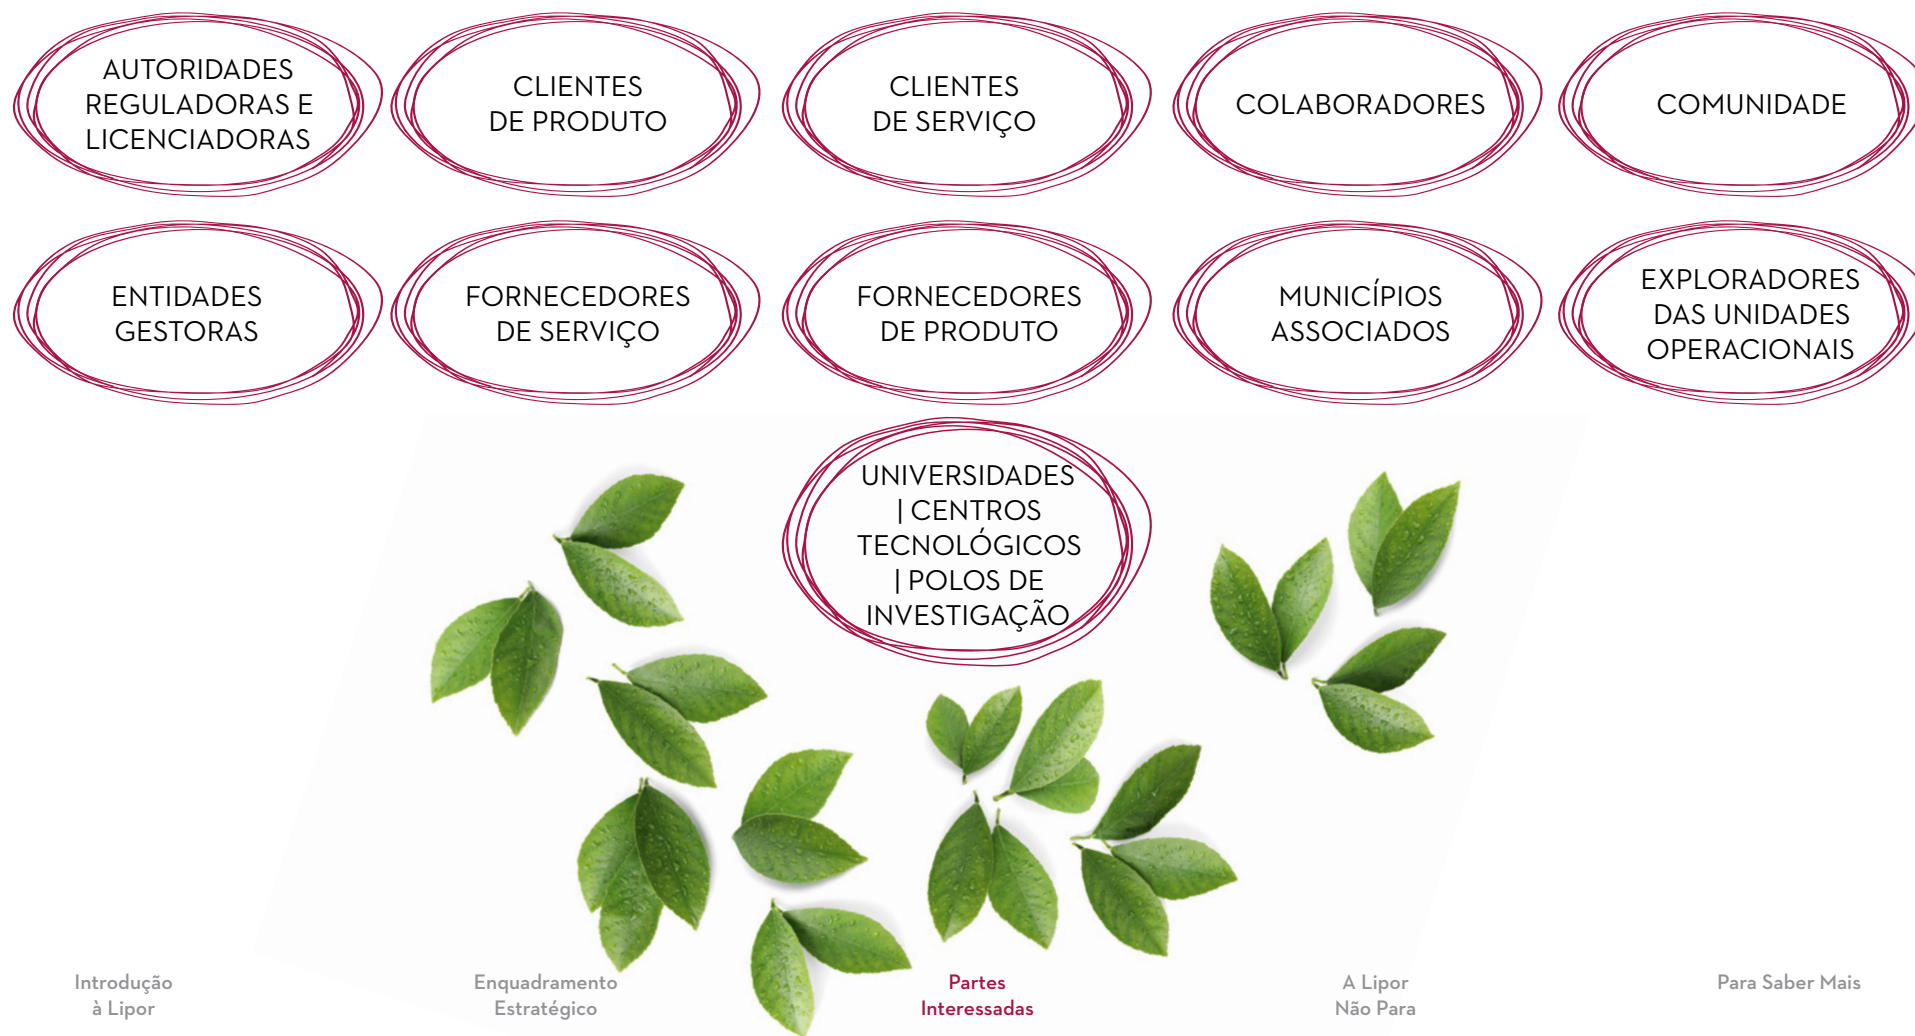 AUTORIDADES
REGULADORAS E
LICENCIADORAS
CLIENTES
DE PRODUTO
CLIENTES
DE SERVIÇO
COLABORADORES
COMUNIDADE
ENTIDADES
GESTORAS
FORNECEDORES
DE SERVIÇO
FORNECEDORES
DE PRODUTO
MUNICÍPIOS
ASSOCIADOS
EXPLORADORES
DAS UNIDADES
OPERACIONAIS
UNIVERSIDADES
| CENTROS
TECNOLÓGICOS
| POLOS DE
INVESTIGAÇÃO
Introdução
à Lipor
Enquadramento
Estratégico
Partes
Interessadas
A Lipor
Não Para
Para Saber Mais